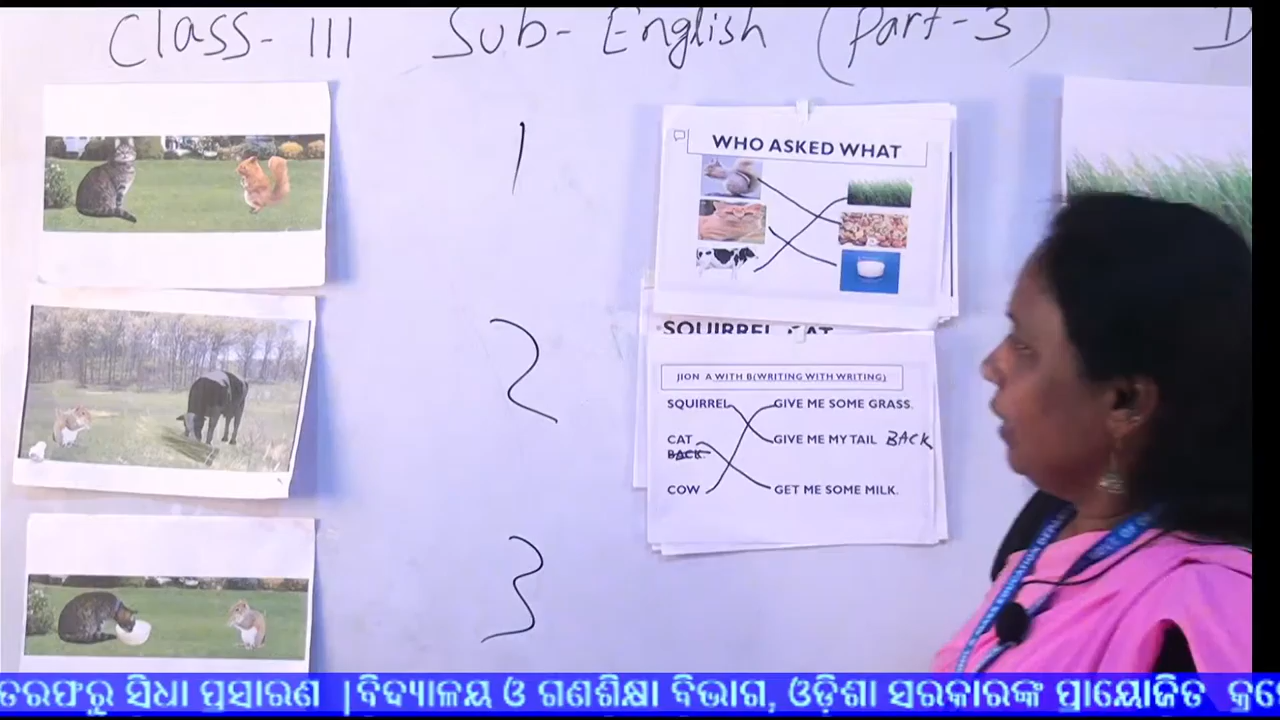 Class- III Sub- English (Part-3) D
1
2
3
WHO ASKED WHAT
SQUIRREL CAT
JION A WITH B(WRITING WITH WRITING)
SQUIRREL GIVE ME SOME GRASS.
CAT GIVE ME MY TAIL BACK
BACK.
COW GET ME SOME MILK.
ତରଫରୁ ସିଧା ପ୍ରସାରଣ | ବିଦ୍ୟାଳୟ ଓ ଗଣଶିକ୍ଷା ବିଭାଗ, ଓଡ଼ିଶା ସରକାରଙ୍କ ପ୍ରାୟୋଜିତ